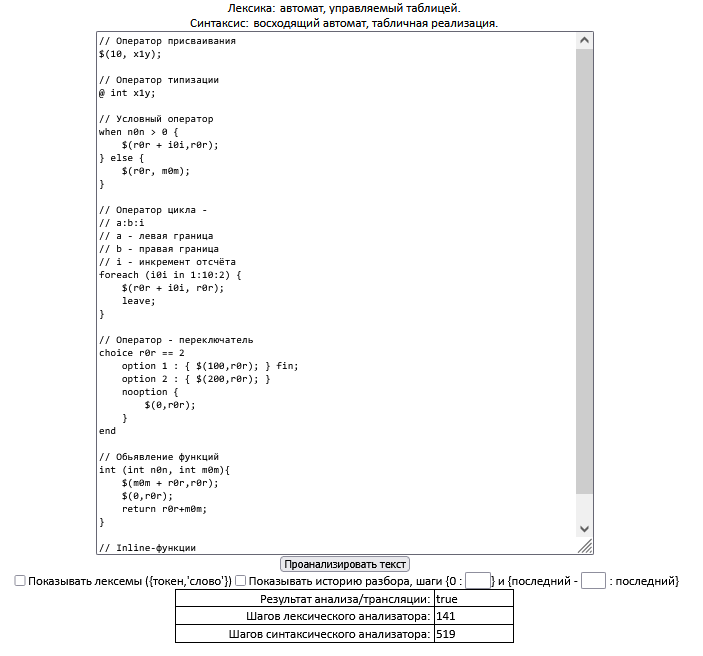 Лексика: автомат, управляемый таблицей.
Синтаксис: восходящий автомат, табличная реализация.
// Оператор присваивания
$(10, x1y);
// Оператор типизации
@ int x1y;
// Условный оператор
when n0n > 0 {
    $(r0r + i0i,r0r);
} else {
    $(r0r, m0m);
}
// Оператор цикла -
// a:b:i
// a - левая граница
// b - правая граница
// i - инкремент отсчёта
foreach (i0i in 1:10:2) {
    $(r0r + i0i, r0r);
    leave;
}
// Оператор - переключатель
choice r0r == 2
    option 1 : { $(100,r0r); } fin;
    option 2 : { $(200,r0r); }
    nooption {
        $(0,r0r);
    }
end
// Обьявление функций
int (int n0n, int m0m){
    $(m0m + r0r,r0r);
    $(0,r0r);
    return r0r+m0m;
}
// Inline-функции
Проанализировать текст
Показывать лексемы ({токен,'слово'}) Показывать историю разбора, шаги {0 : } и {последний - : последний}
Результат анализа/трансляции: true
Шагов лексического анализатора: 141
Шагов синтаксического анализатора: 519